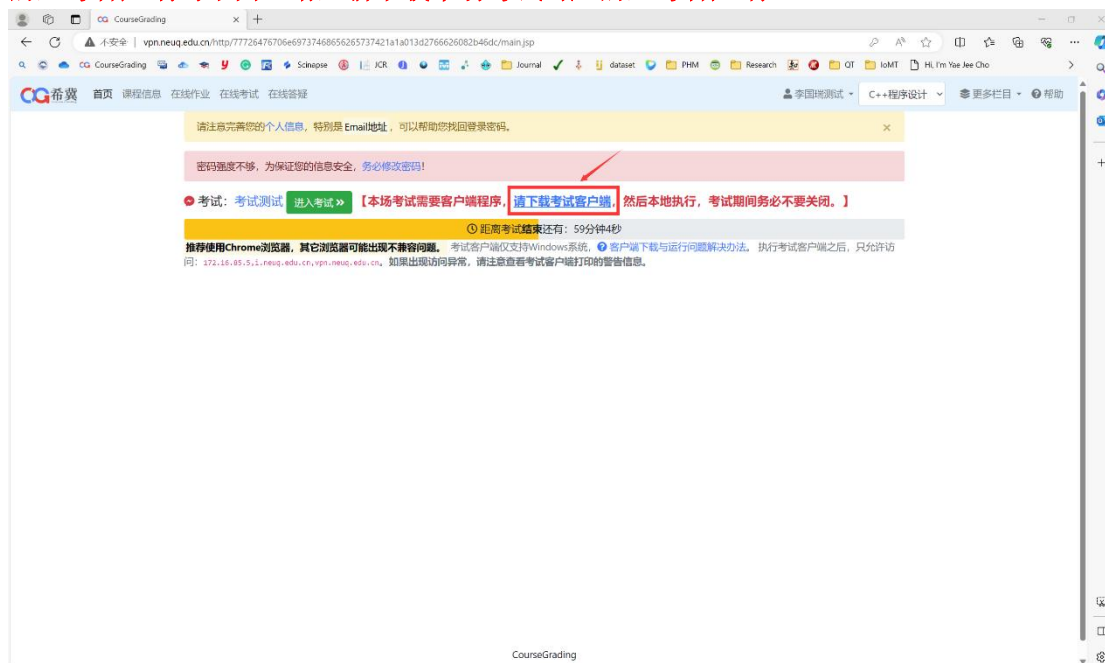 CG CourseGrading
不安全 | vpn.neuq.edu.cn/http/77726476706e69737468656265737421a1a013d2766626082b46dc/main.jsp
CG CourseGrading Scinapse JCR Journal dataset PHM Research QT IoMT Hi, I'm Yae Jee Cho
CG希冀 首页 课程信息 在线作业 在线考试 在线答疑 李国瑞测试 C++程序设计 更多栏目 帮助
请注意完善您的个人信息，特别是 Email地址，可以帮助您找回登录密码。
密码强度不够，为保证您的信息安全，务必修改密码！
考试：考试测试 进入考试 【本场考试需要客户端程序，请下载考试客户端，然后本地执行，考试期间务必不要关闭。】
距离考试结束还有：59分钟4秒
推荐使用Chrome浏览器，其它浏览器可能出现不兼容问题。 考试客户端仅支持Windows系统， 客户端下载与运行问题解决办法。 执行考试客户端之后，只允许访
问：172.16.65.5,i.neuq.edu.cn,vpn.neuq.edu.cn。如果出现访问异常，请注意查看考试客户端打印的警告信息。
CourseGrading